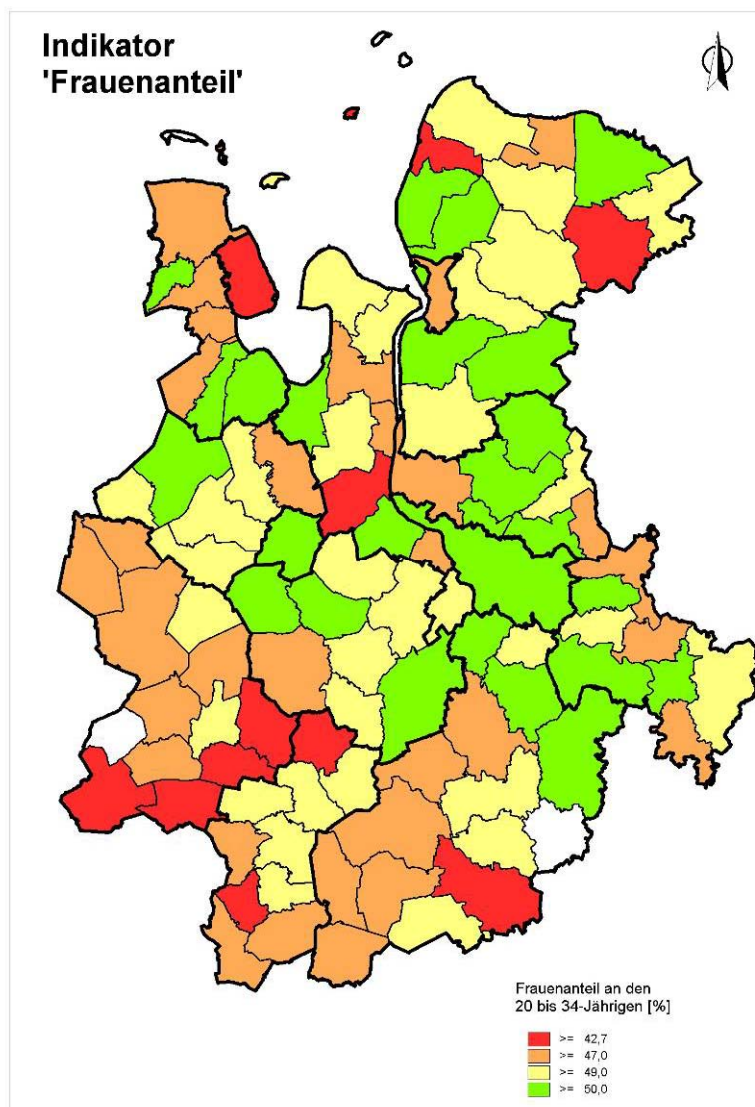 Indikator
'Frauenanteil'
Frauenanteil an den
20 bis 34-Jährigen [%]
>= 42,7
>= 47,0
>= 49,0
>= 50,0